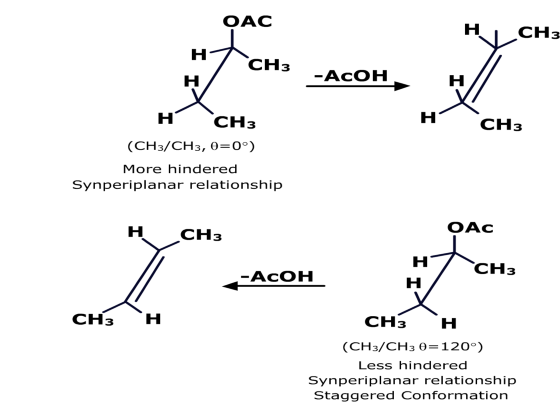 OAC
H
CH₃
H
H
CH₃
-AcOH
H
CH₃
H
H
CH₃
(CH₃/CH₃, θ=0°)
More hindered
Synperiplanar relationship
H
CH₃
CH₃
H
-AcOH
OAc
H
CH₃
H
CH₃
H
(CH₃/CH₃ θ=120°)
Less hindered
Synperiplanar relationship
Staggered Conformation